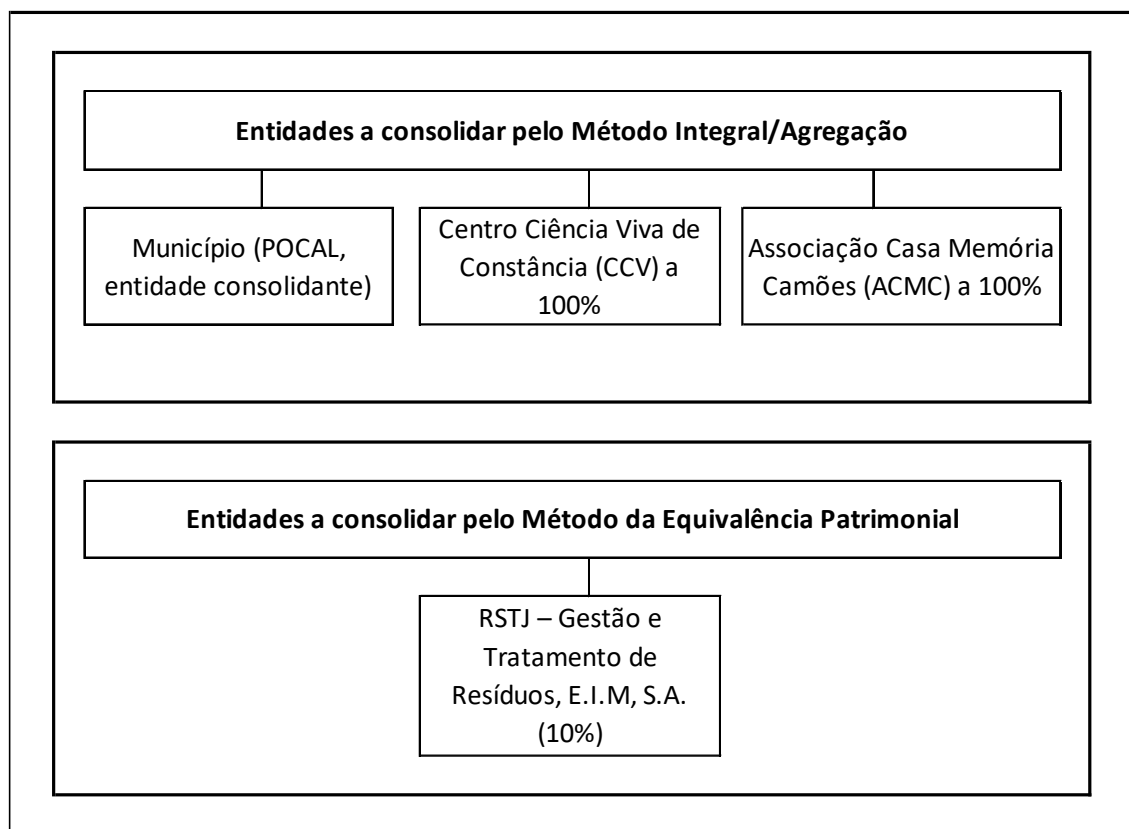 Entidades a consolidar pelo Método Integral/Agregação
Município (POCAL,
entidade consolidante)
Centro Ciência Viva de
Constância (CCV) a
100%
Associação Casa Memória
Camões (ACMC) a 100%
Entidades a consolidar pelo Método da Equivalência Patrimonial
RSTJ – Gestão e
Tratamento de
Resíduos, E.I.M, S.A.
(10%)